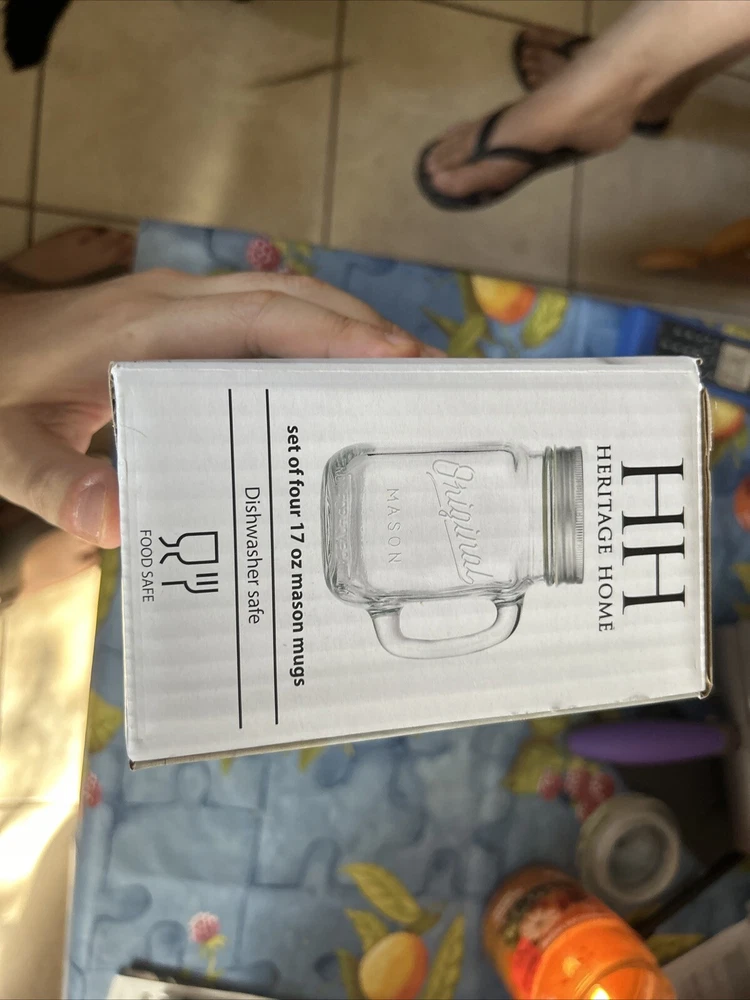 HH
HERITAGE HOME
Original
MASON
set of four 17 oz mason mugs
Dishwasher safe
FOOD SAFE